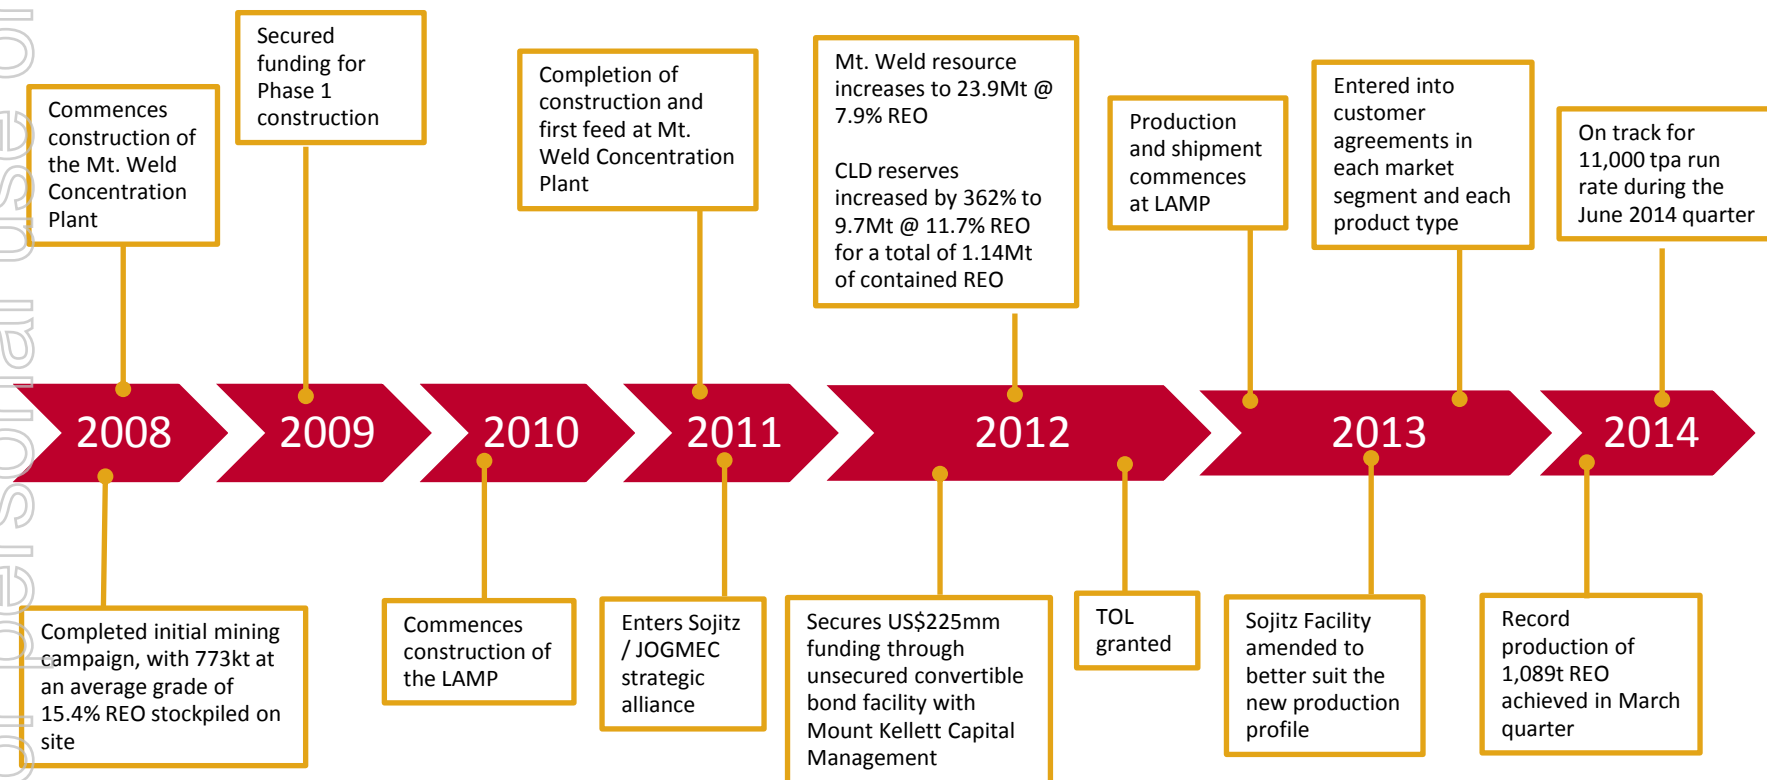 Commences
construction of
the Mt. Weld
Concentration
Plant
Secured
funding for
Phase 1
construction
Completion of
construction and
first feed at Mt.
Weld Concentration
Plant
Mt. Weld resource
increases to 23.9Mt @
7.9% REO
CLD reserves
increased by 362% to
9.7Mt @ 11.7% REO
for a total of 1.14Mt
of contained REO
Production
and shipment
commences
at LAMP
Entered into
customer
agreements in
each market
segment and each
product type
On track for
11,000 tpa run
rate during the
June 2014 quarter
2008
2009
2010
2011
2012
2013
2014
Completed initial mining
campaign, with 773kt at
an average grade of
15.4% REO stockpiled on
site
Commences
construction of
the LAMP
Enters Sojitz
/ JOGMEC
strategic
alliance
Secures US$225mm
funding through
unsecured convertible
bond facility with
Mount Kellett Capital
Management
TOL
granted
Sojitz Facility
amended to
better suit the
new production
profile
Record
production of
1,089t REO
achieved in March
quarter
personal use